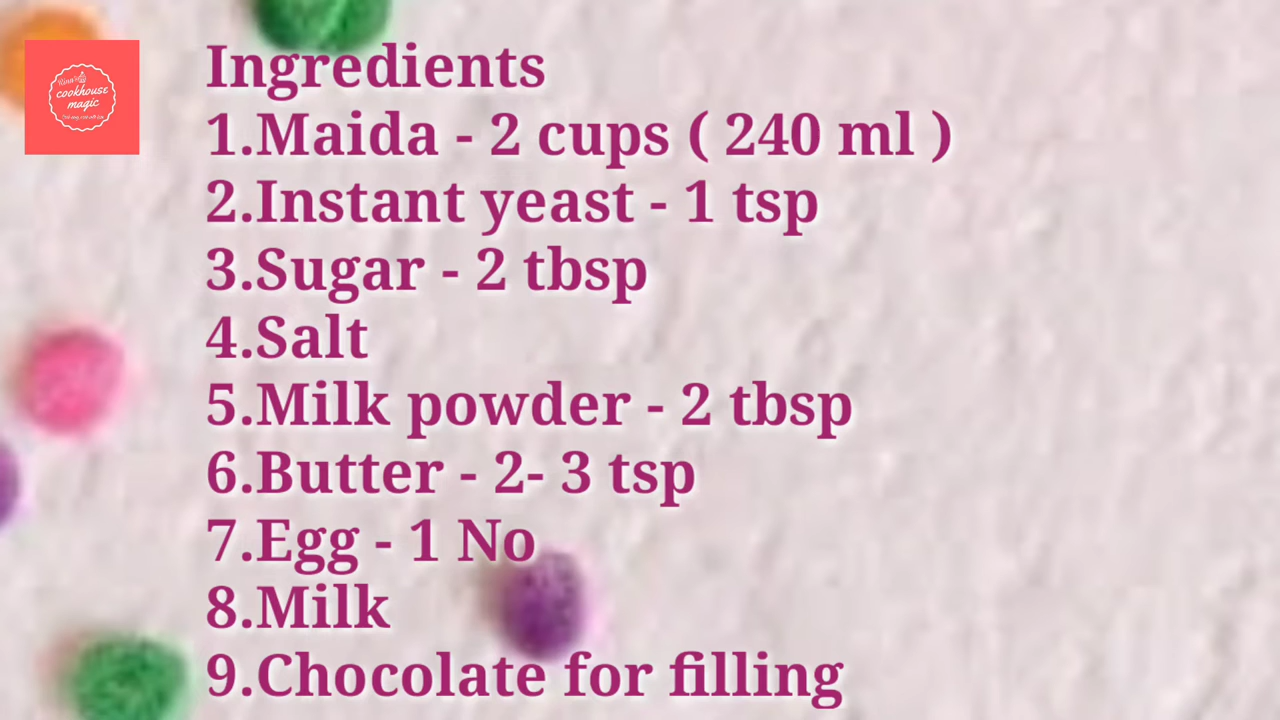 Rina's
cookhouse
magic
Ingredients
1.Maida - 2 cups ( 240 ml )
2.Instant yeast - 1 tsp
3.Sugar - 2 tbsp
4.Salt
5.Milk powder - 2 tbsp
6.Butter - 2- 3 tsp
7.Egg - 1 No
8.Milk
9.Chocolate for filling